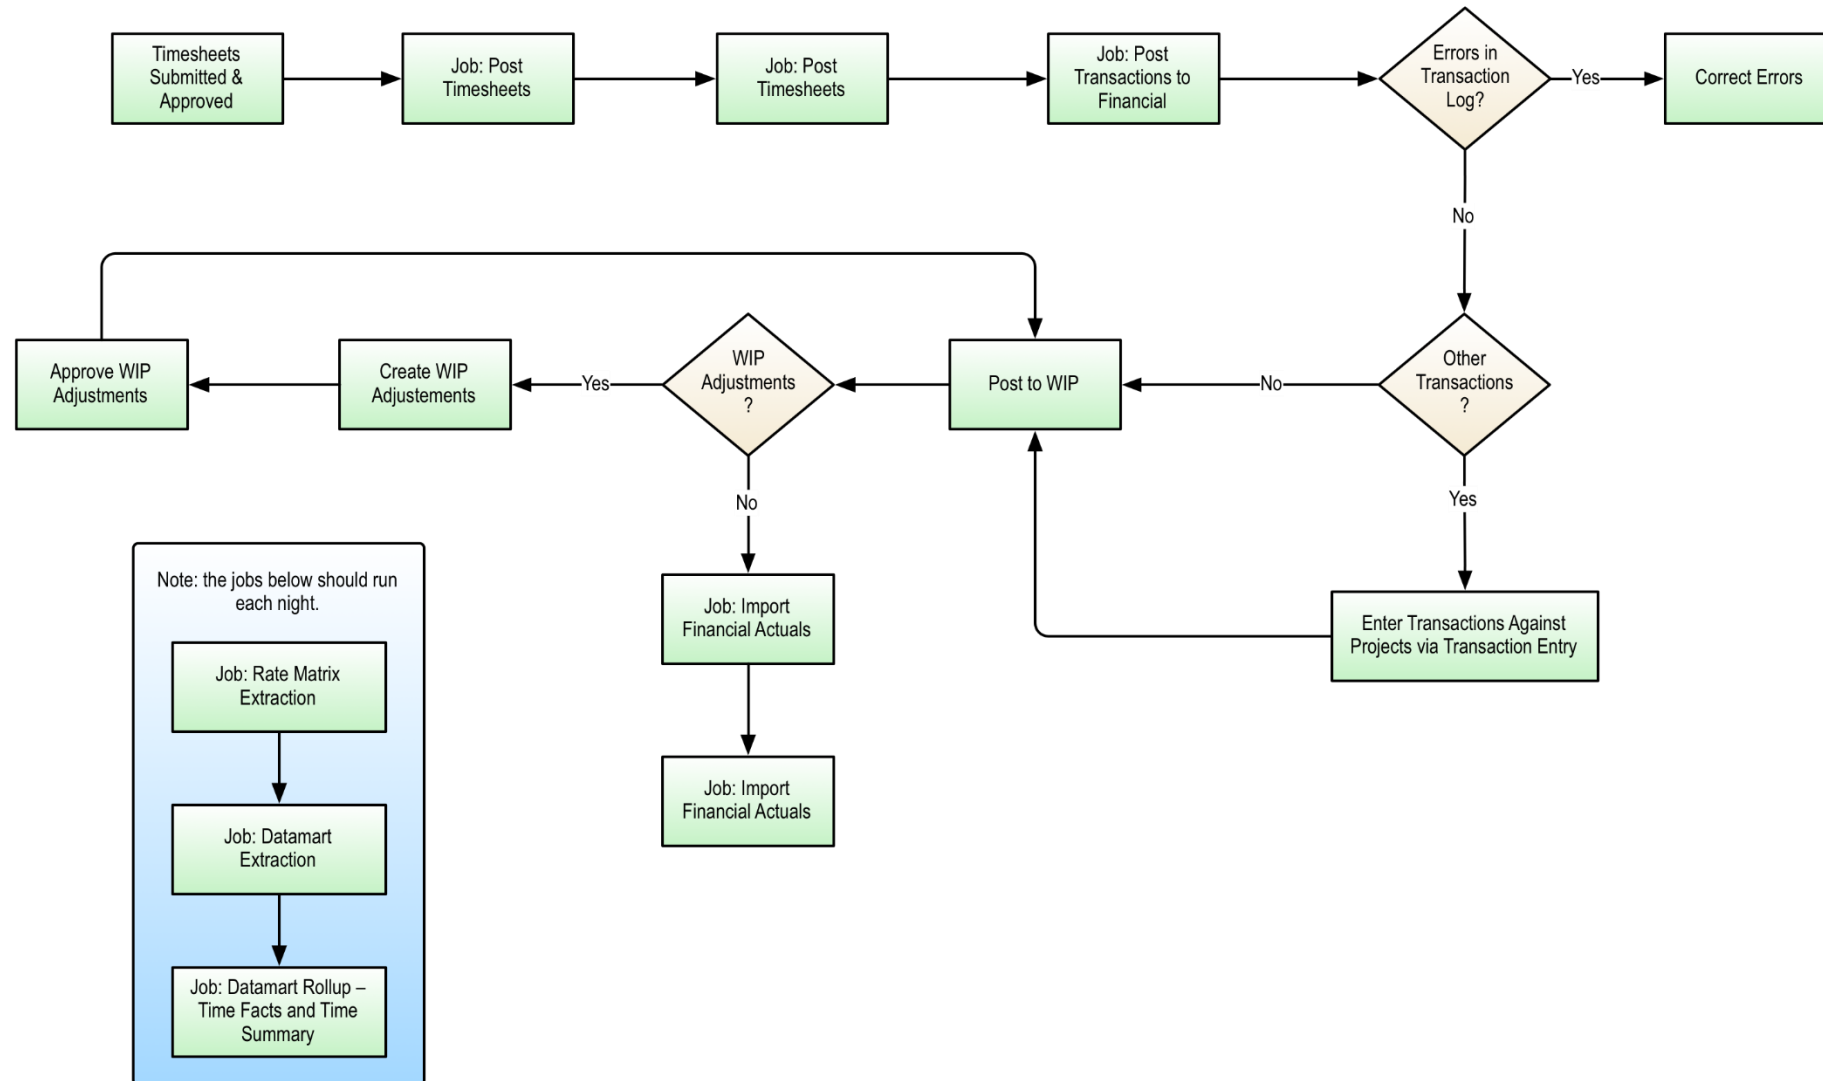 Timesheets
Submitted &
Approved
Job: Post
Timesheets
Job: Post
Timesheets
Job: Post
Transactions to
Financial
Errors in
Transaction
Log?
Yes
Correct Errors
No
Approve WIP
Adjustments
Create WIP
Adjustements
Yes
WIP
Adjustments
?
Post to WIP
No
Other
Transactions
?
No
Yes
Job: Import
Financial Actuals
Enter Transactions Against
Projects via Transaction Entry
Job: Import
Financial Actuals
Note: the jobs below should run
each night.
Job: Rate Matrix
Extraction
Job: Datamart
Extraction
Job: Datamart Rollup –
Time Facts and Time
Summary